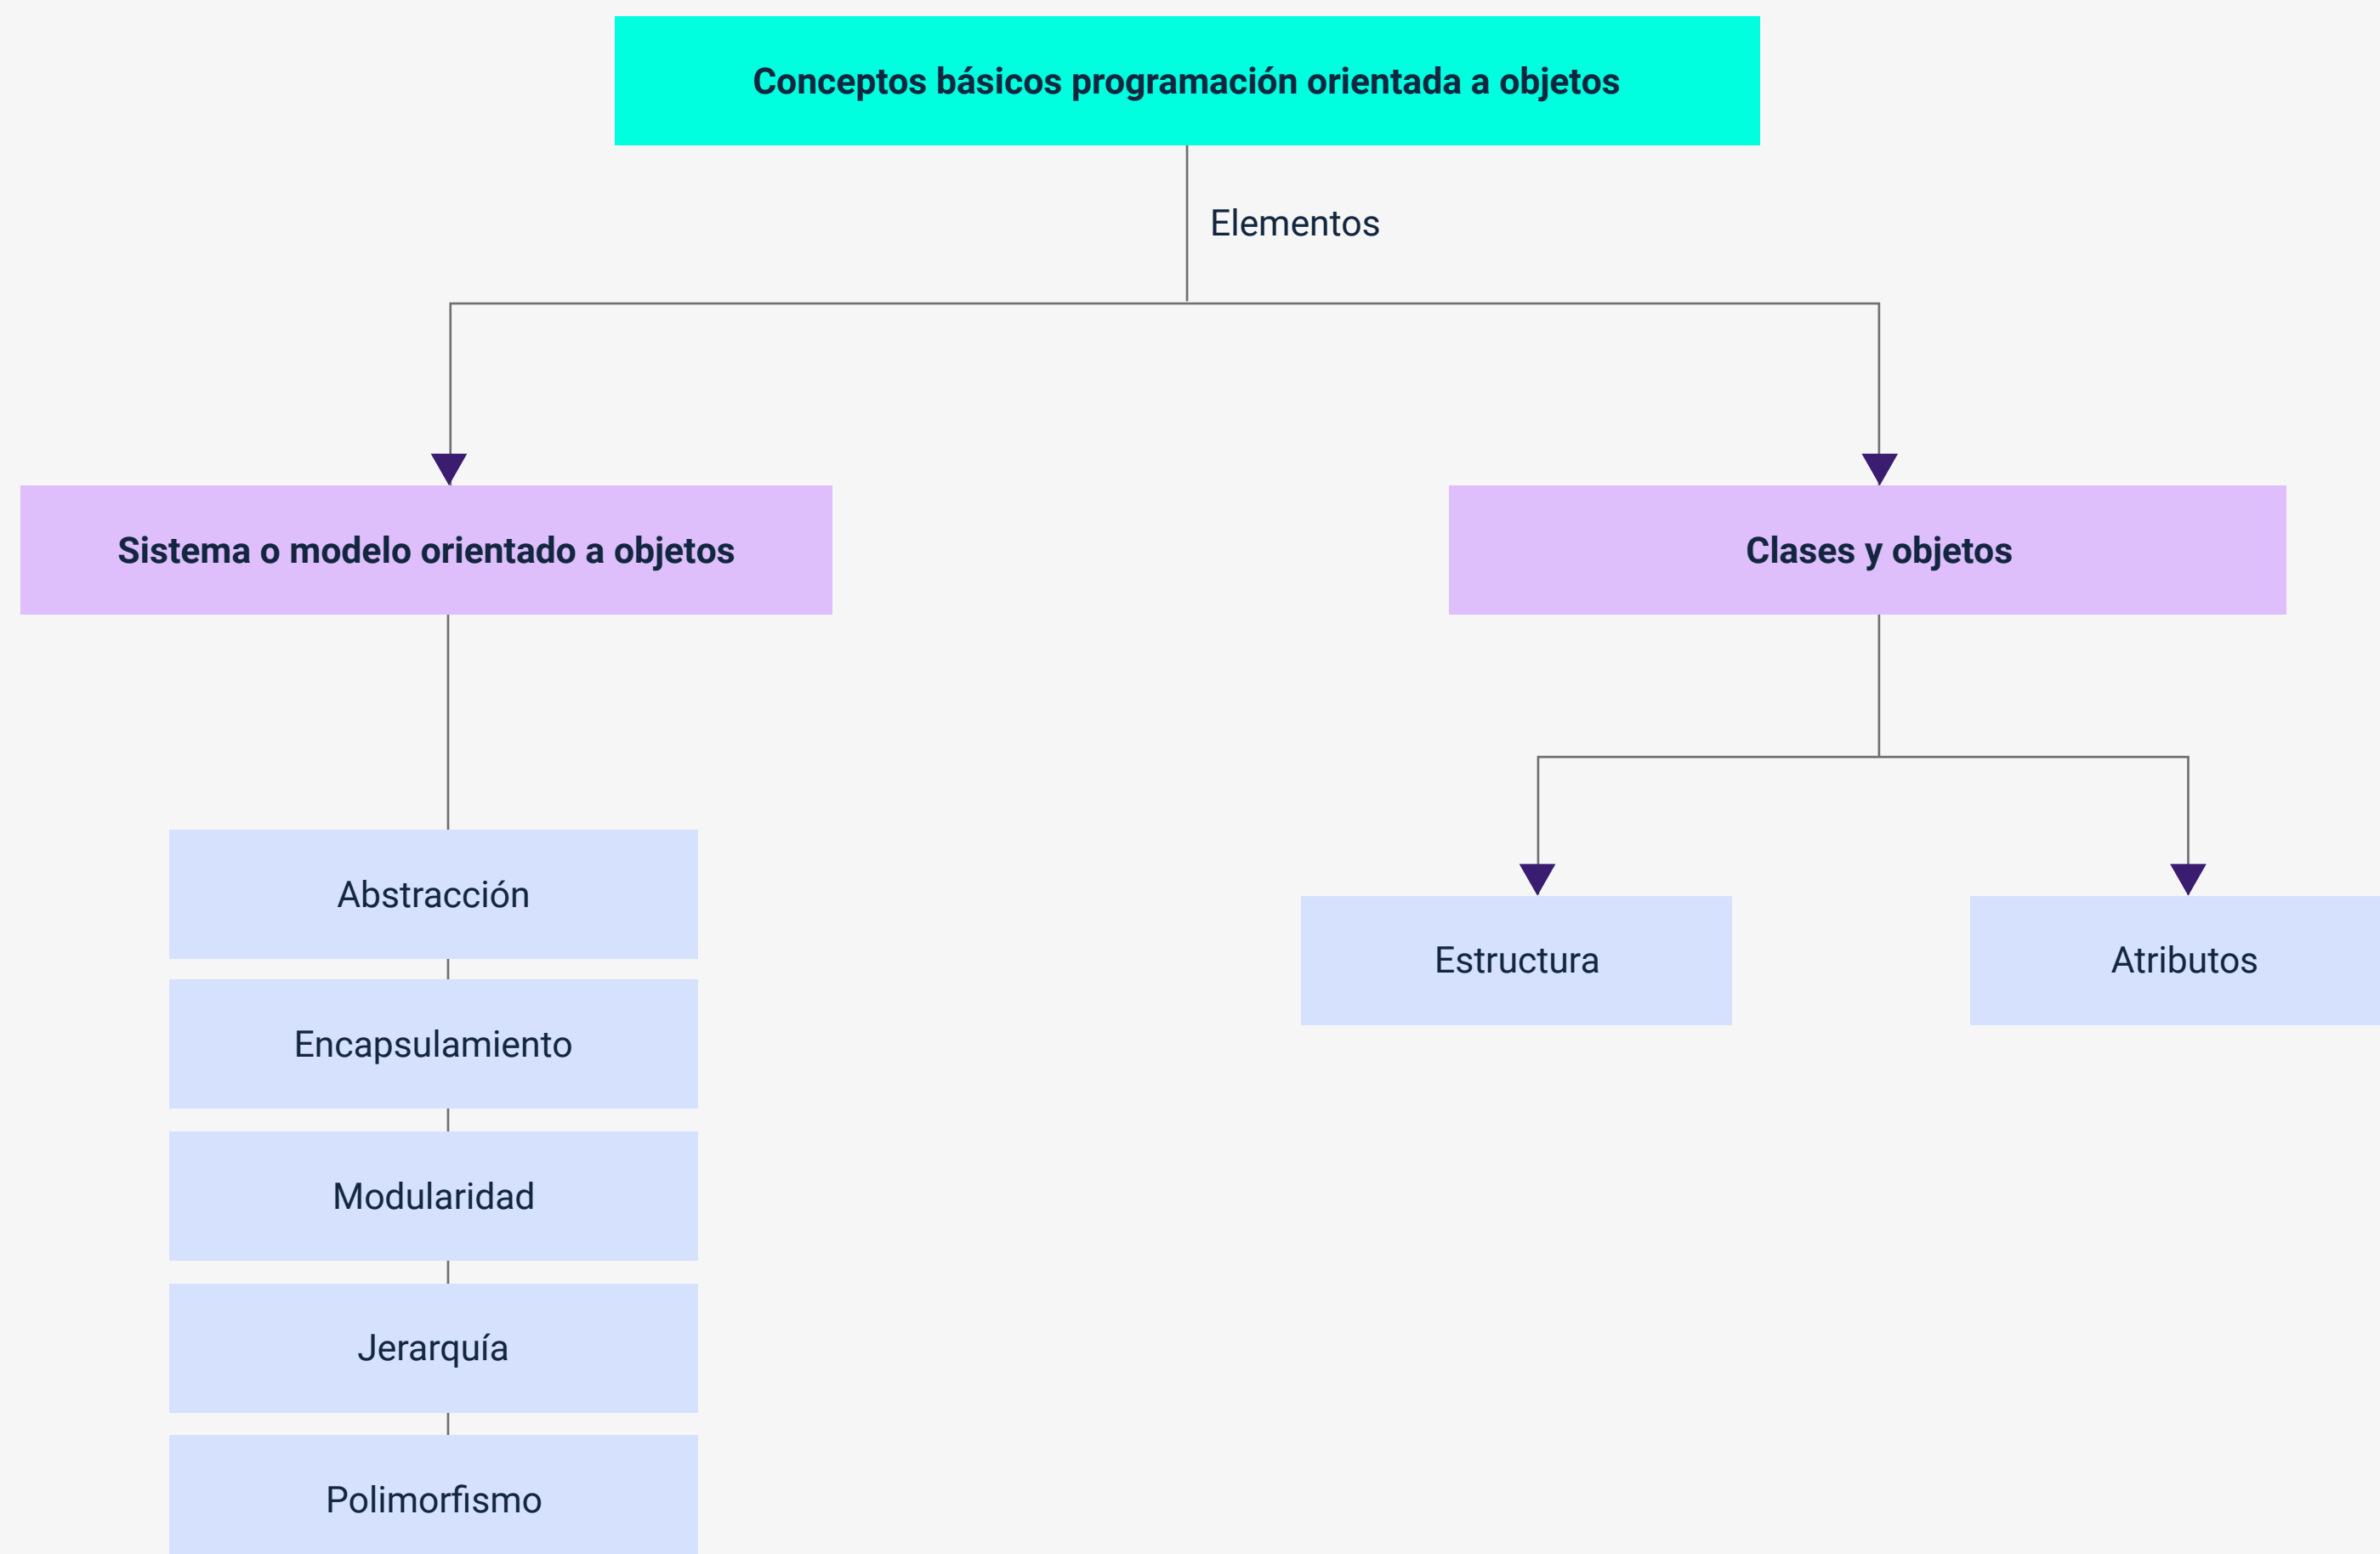 Conceptos básicos programación orientada a objetos
Elementos
Sistema o modelo orientado a objetos
Clases y objetos
Abstracción
Encapsulamiento
Modularidad
Jerarquía
Polimorfismo
Estructura
Atributos